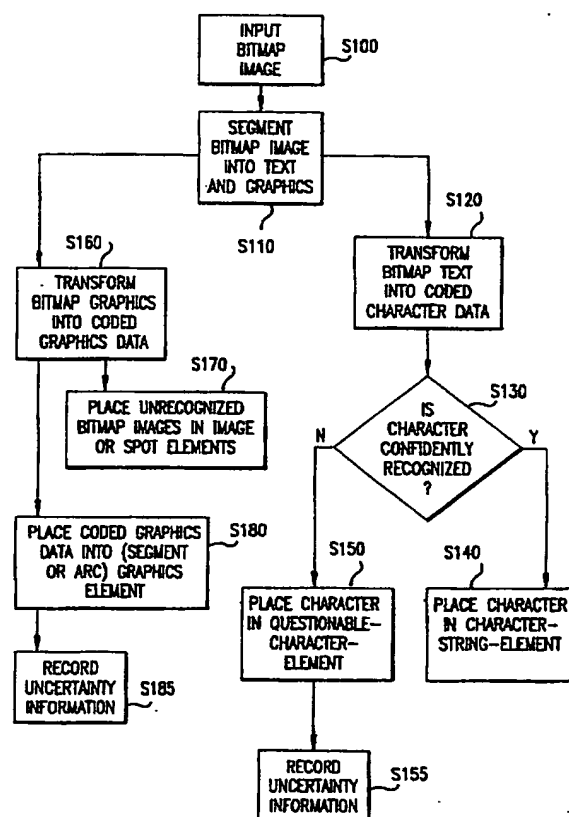 INPUT
BITMAP
IMAGE
S100
SEGMENT
BITMAP IMAGE
INTO TEXT
AND GRAPHICS
S110
S160
TRANSFORM
BITMAP GRAPHICS
INTO CODED
GRAPHICS DATA
S120
TRANSFORM
BITMAP TEXT
INTO CODED
CHARACTER DATA
S170
PLACE UNRECOGNIZED
BITMAP IMAGES IN IMAGE
OR SPOT ELEMENTS
S130
IS
CHARACTER
CONFIDENTLY
RECOGNIZED
?
N
Y
S180
PLACE CODED GRAPHICS
DATA INTO (SEGMENT
OR ARC) GRAPHICS
ELEMENT
S150
PLACE CHARACTER
IN QUESTIONABLE-
CHARACTER-
ELEMENT
S140
PLACE CHARACTER
IN CHARACTER-
STRING-ELEMENT
RECORD
UNCERTAINTY
INFORMATION
S185
RECORD
UNCERTAINTY
INFORMATION
S155